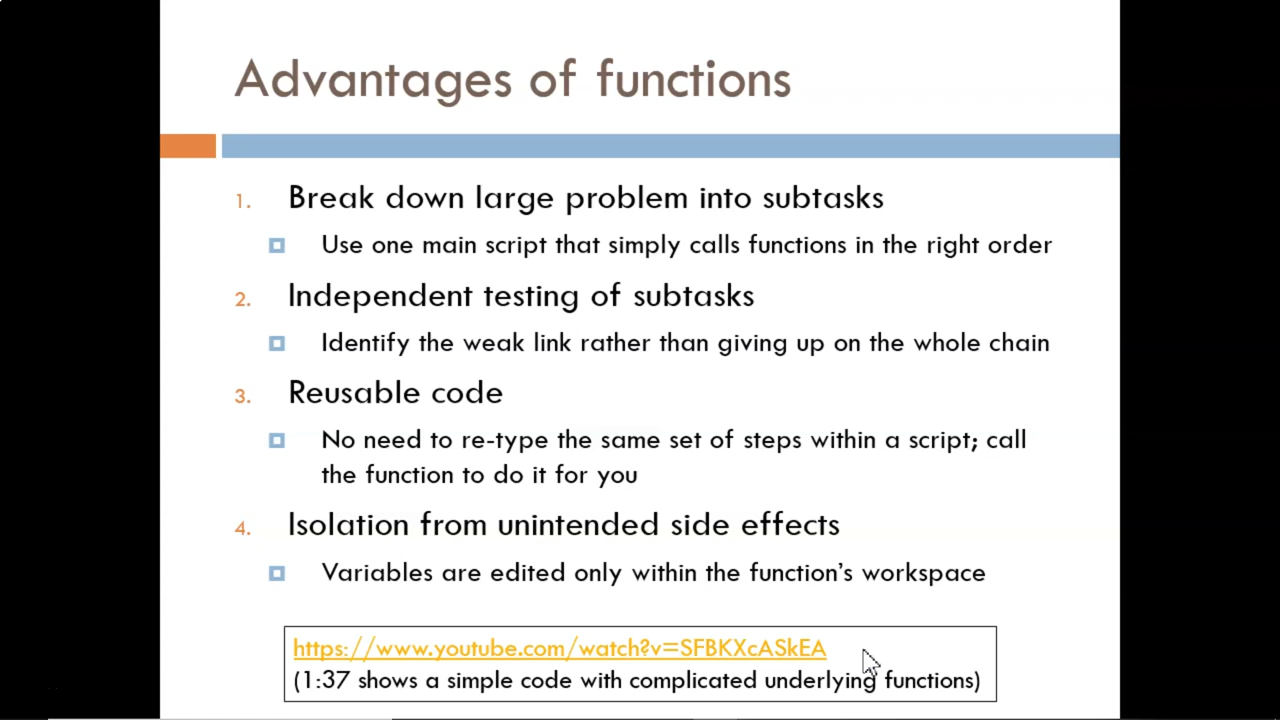 Advantages of functions
1. Break down large problem into subtasks
Use one main script that simply calls functions in the right order
2. Independent testing of subtasks
Identify the weak link rather than giving up on the whole chain
3. Reusable code
No need to re-type the same set of steps within a script; call
the function to do it for you
4. Isolation from unintended side effects
Variables are edited only within the function's workspace
https://www.youtube.com/watch?v=SFBKXcASkEA
(1:37 shows a simple code with complicated underlying functions)